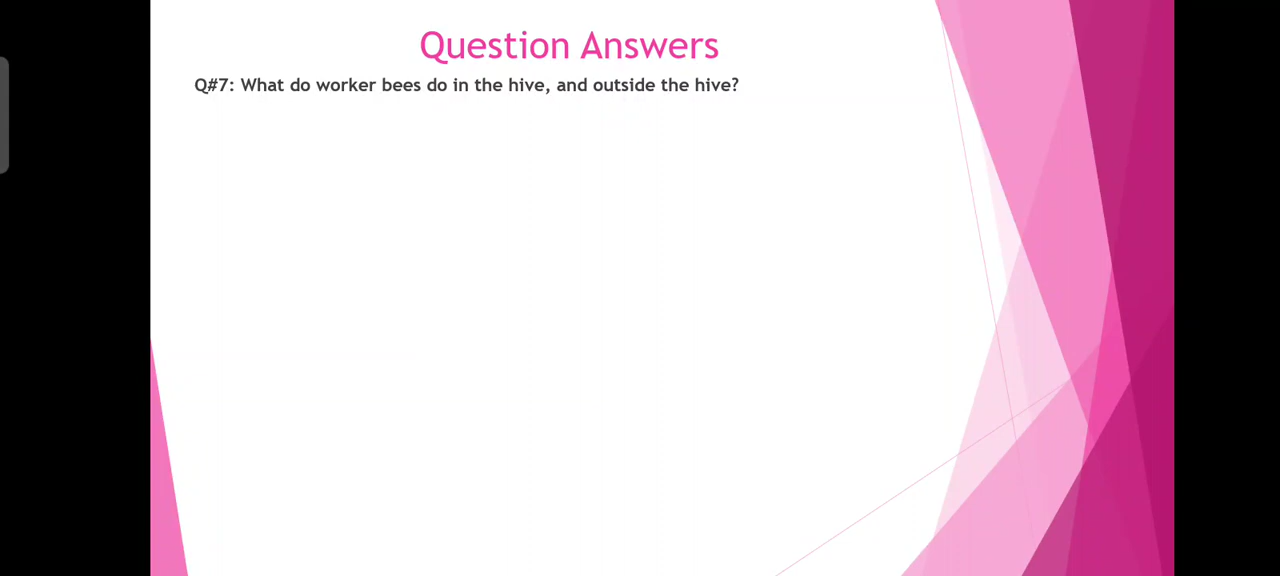 Question Answers
Q#7: What do worker bees do in the hive, and outside the hive?